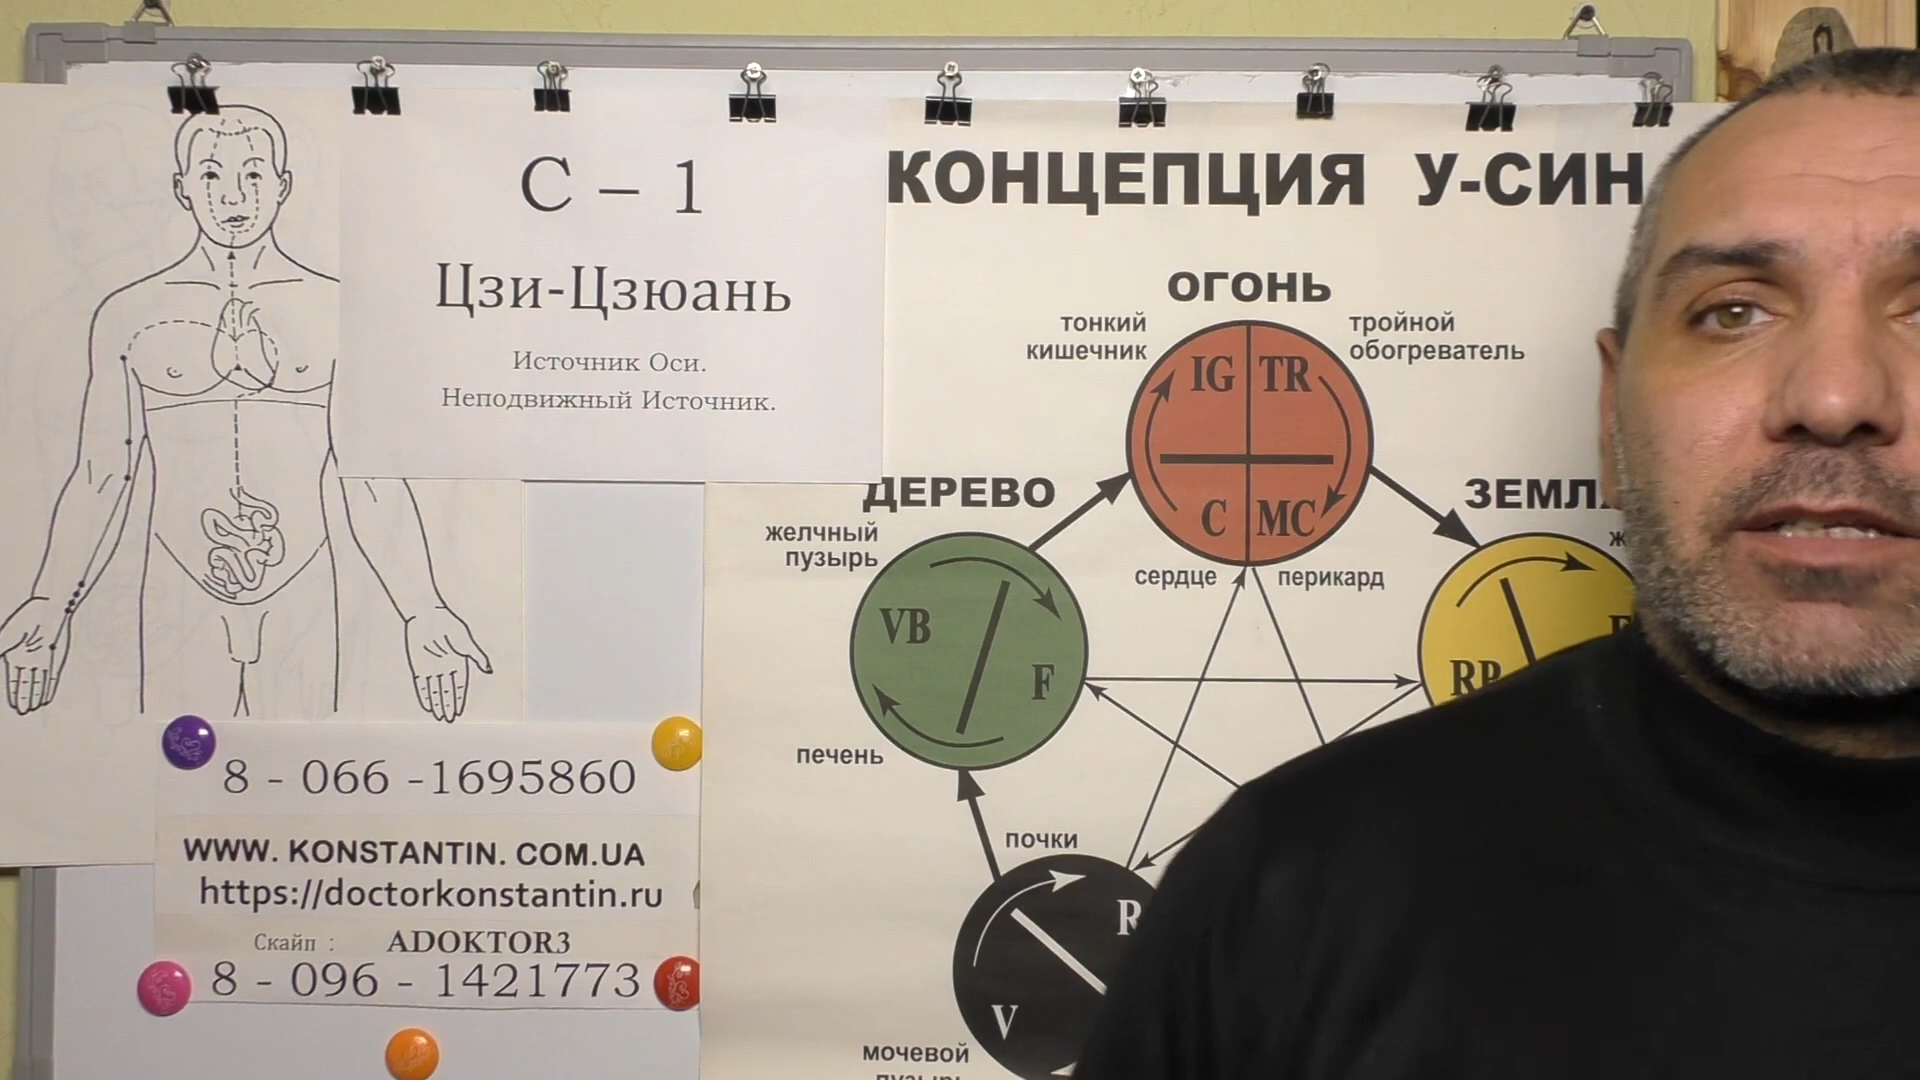 С – 1
Цзи-Цзюань
Источник Оси.
Неподвижный Источник.
8 - 066 -1695860
WWW. KONSTANTIN. COM.UA
https://doctorkonstantin.ru
Скайп : ADOKTOR3
8 - 096 - 1421773
КОНЦЕПЦИЯ У-СИН
ОГОНЬ
тонкий
кишечник
тройной
обогреватель
IG TR
C MC
сердце перикард
ДЕРЕВО
желчный
пузырь
VB
F
печень
ЗЕМЛ
RP
почки
R
V
мочевой